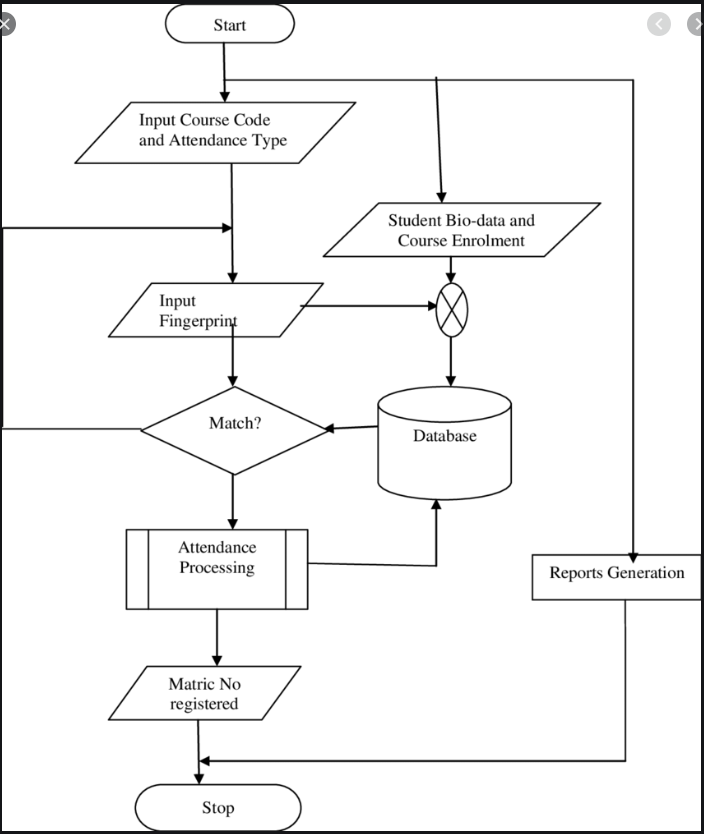 Start
Input Course Code
and Attendance Type
Student Bio-data and
Course Enrolment
Input
Fingerprint
Match?
Database
Attendance
Processing
Reports Generation
Matric No
registered
Stop